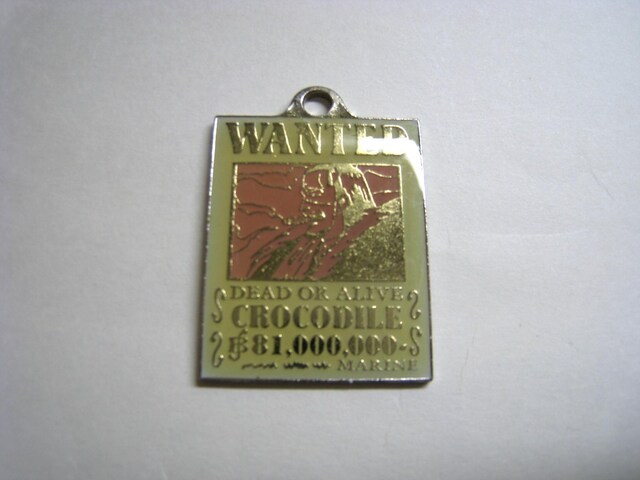 WANTED
DEAD OR ALIVE
CROCODILE
฿81,000,000-
MARINE